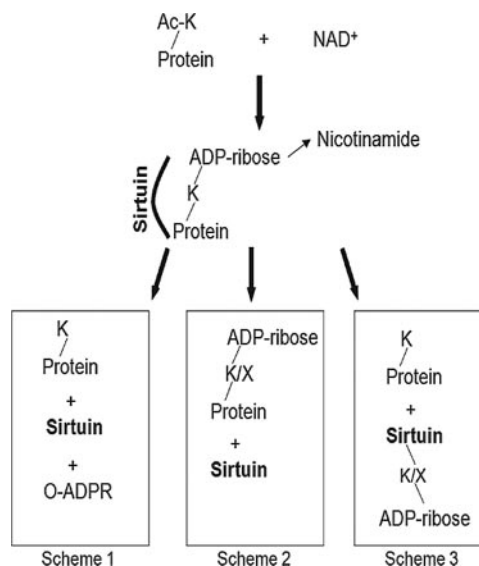 Ac-K
Protein
+
NAD⁺
ADP-ribose
Nicotinamide
K
Protein
Sirtuin
K
Protein
+
Sirtuin
+
O-ADPR
Scheme 1
ADP-ribose
K/X
Protein
+
Sirtuin
Scheme 2
K
Protein
+
Sirtuin
K/X
ADP-ribose
Scheme 3